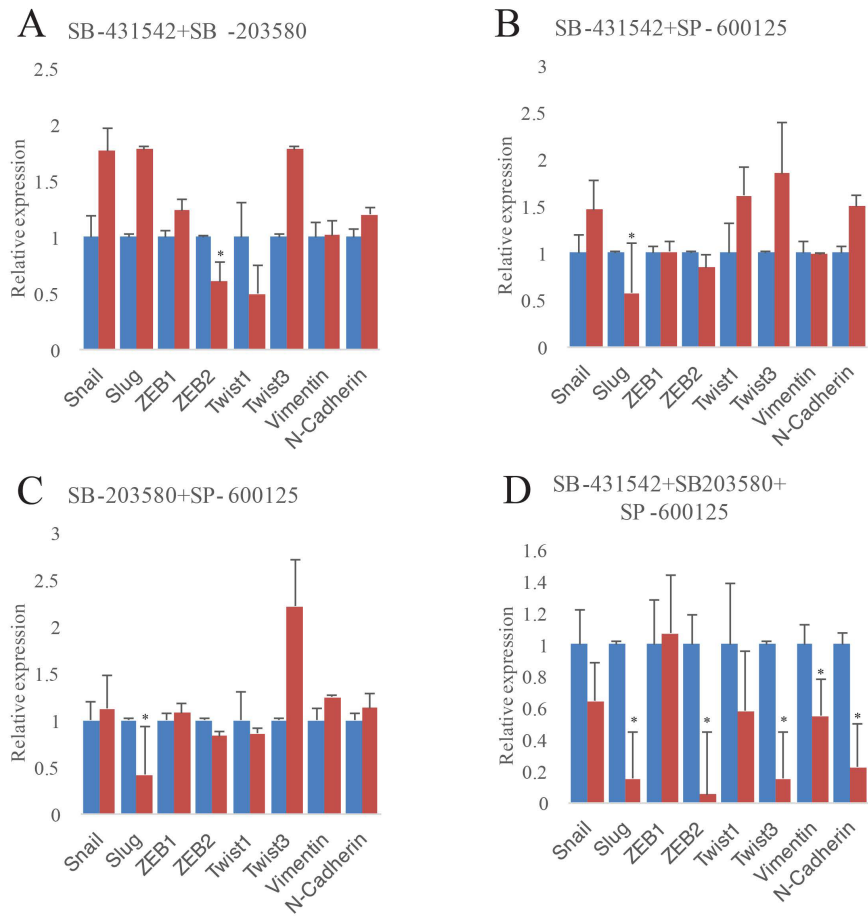 A
SB-431542+SB -203580
2.5
2
1.5
1
0.5
0
Relative expression
*
Snail
Slug
ZEB1
ZEB2
Twist1
Twist3
Vimentin
N-Cadherin
B
SB-431542+SP-600125
3
2.5
2
1.5
1
0.5
0
Relative expression
*
Snail
Slug
ZEB1
ZEB2
Twist1
Twist3
Vimentin
N-Cadherin
C
SB-203580+SP-600125
3
2.5
2
1.5
1
0.5
0
Relative expression
*
Snail
Slug
ZEB1
ZEB2
Twist1
Twist3
Vimentin
N-Cadherin
D
SB-431542+SB203580+
SP-600125
1.6
1.4
1.2
1
0.8
0.6
0.4
0.2
0
Relative expression
*
*
*
*
*
Snail
Slug
ZEB1
ZEB2
Twist1
Twist3
Vimentin
N-Cadherin